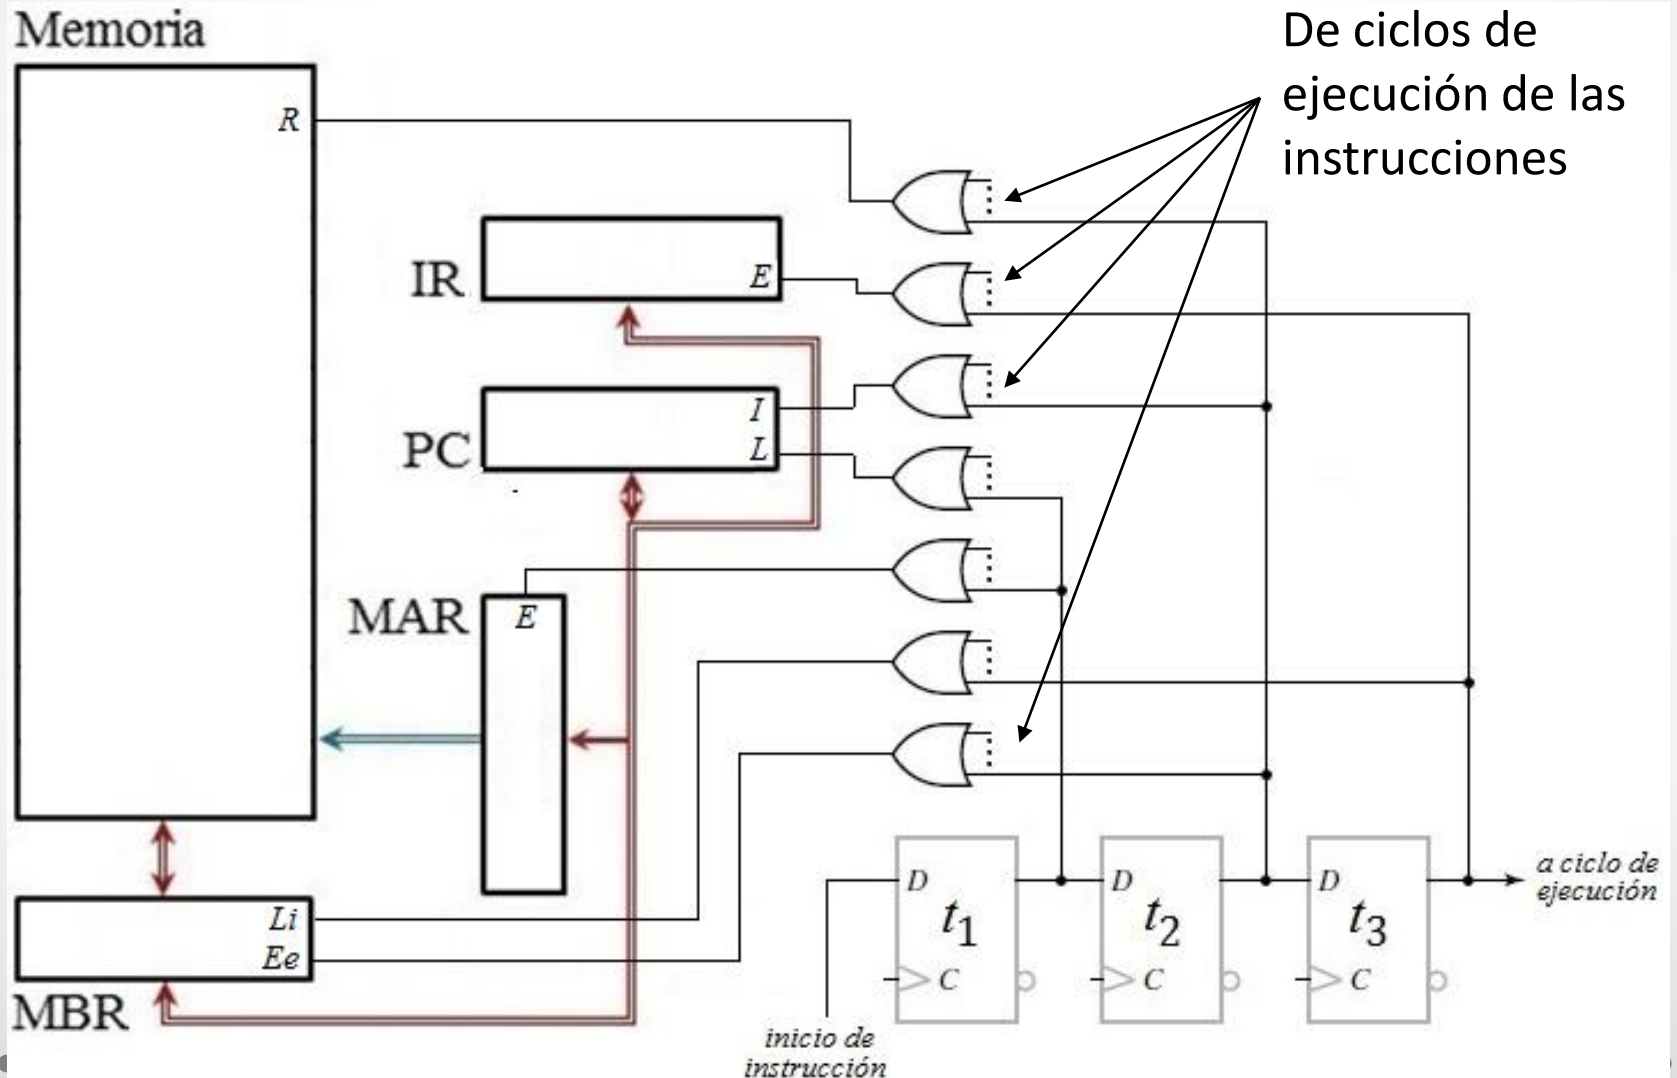 Memoria
De ciclos de
ejecución de las
instrucciones
R
IR
E
PC
I
L
MAR
E
Li
Ee
MBR
D
t1
C
D
t2
C
D
t3
C
a ciclo de
ejecución
inicio de
instrucción